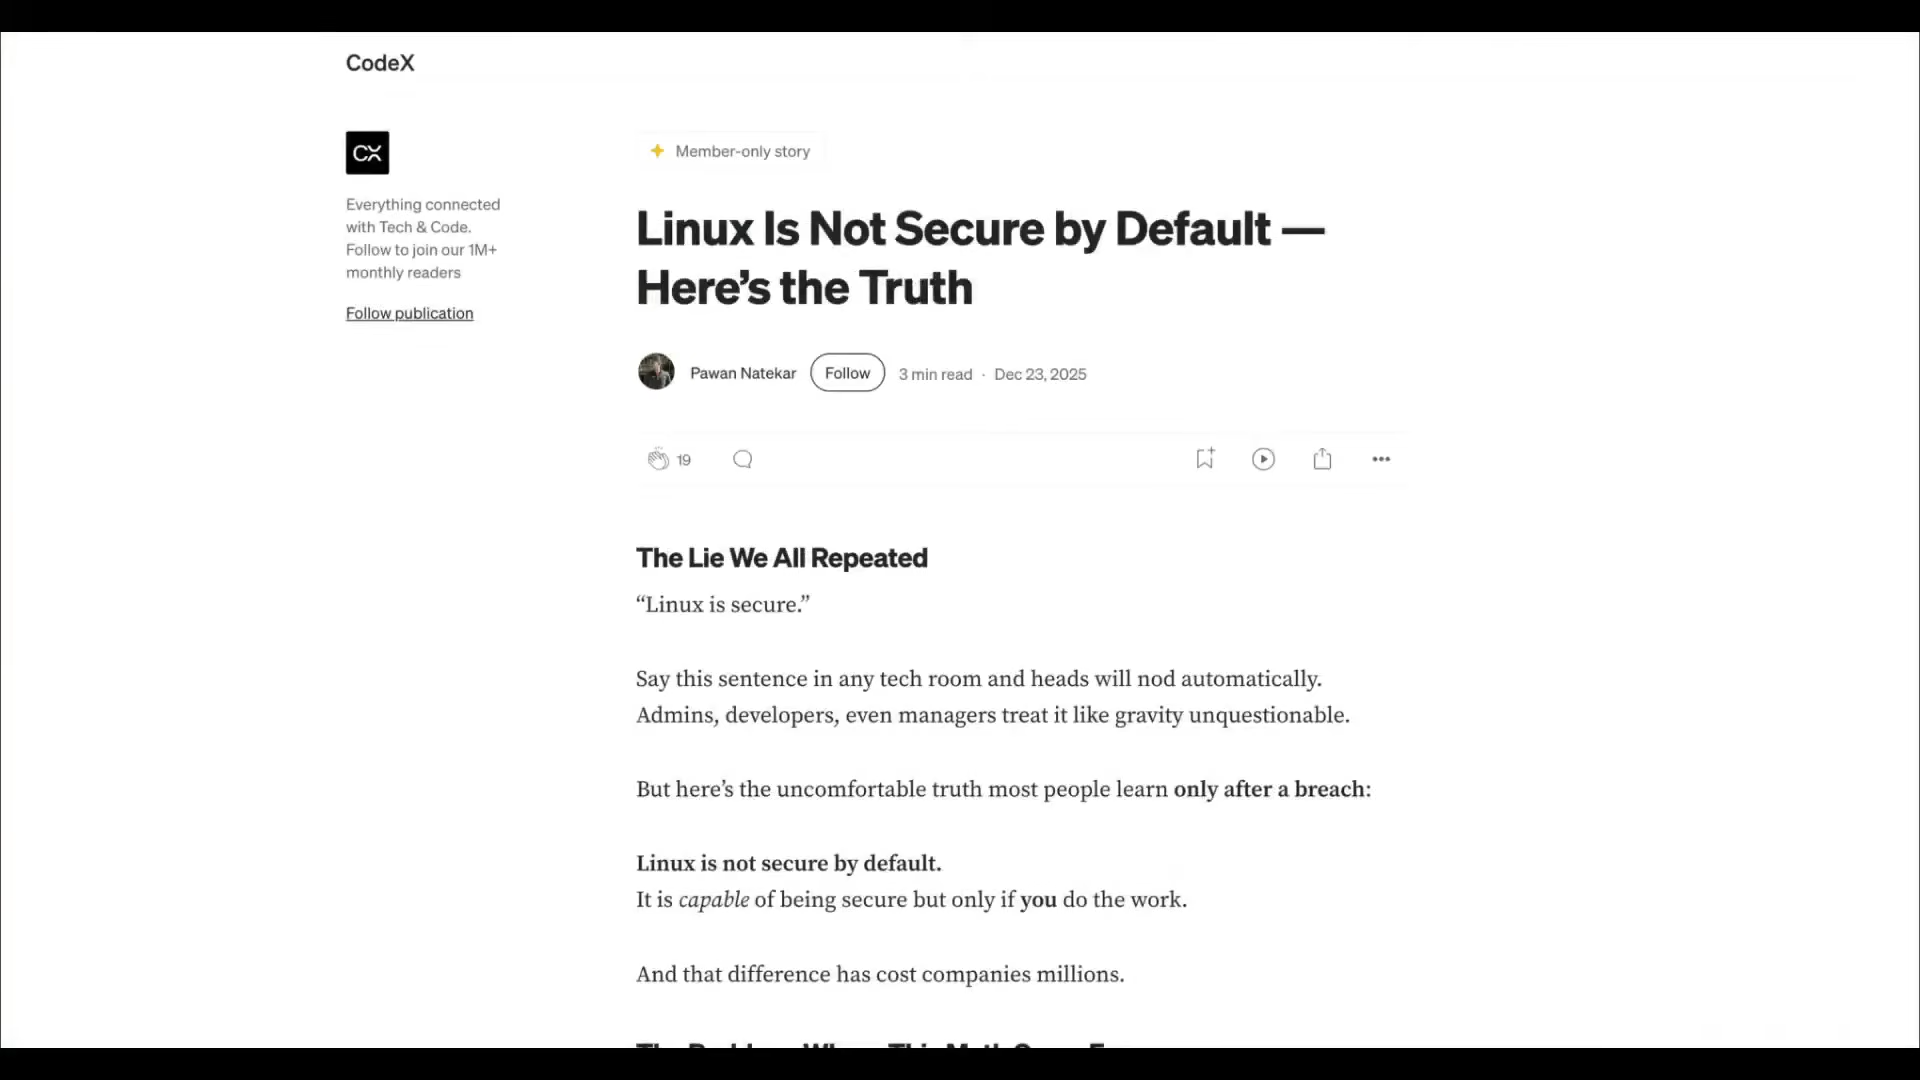 CodeX
CX
Everything connected
with Tech & Code.
Follow to join our 1M+
monthly readers
Follow publication
Member-only story
Linux Is Not Secure by Default —
Here’s the Truth
Pawan Natekar Follow 3 min read · Dec 23, 2025
19
The Lie We All Repeated
“Linux is secure.”
Say this sentence in any tech room and heads will nod automatically.
Admins, developers, even managers treat it like gravity unquestionable.
But here’s the uncomfortable truth most people learn only after a breach:
Linux is not secure by default.
It is capable of being secure but only if you do the work.
And that difference has cost companies millions.